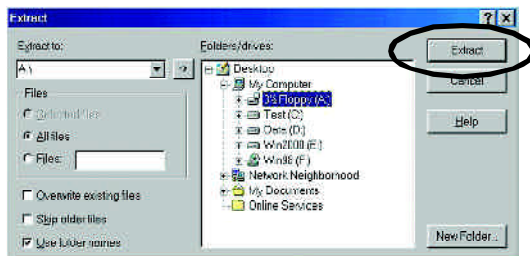 Extract
Extract to:
A:\
Files
Selected files
All files
Files:
Overwrite existing files
Skip older files
Use folder names
Folders/drives:
Desktop
My Computer
3½ Floppy (A:)
Test (C:)
Data (D:)
Win2000 (E:)
Win98 (F:)
Network Neighborhood
My Documents
Online Services
Extract
Cancel
Help
New Folder...